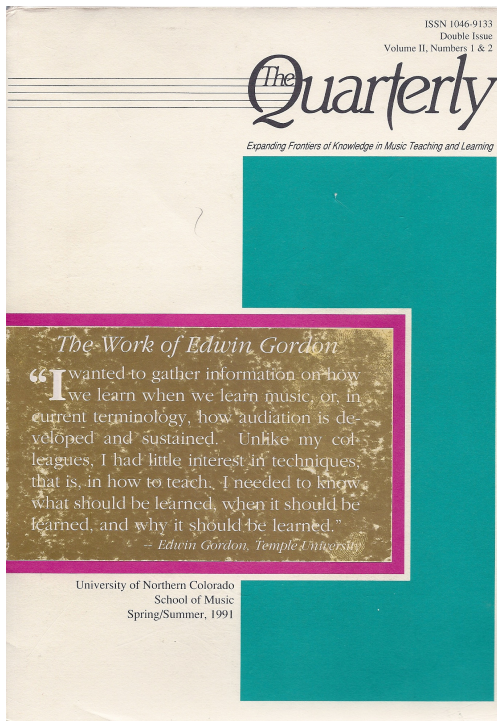 ISSN 1046-9133
Double Issue
Volume II, Numbers 1 & 2
The
Quarterly
Expanding Frontiers of Knowledge in Music Teaching and Learning
The Work of Edwin Gordon
“I wanted to gather information on how
we learn when we learn music, or, in
current terminology, how audiation is de-
veloped and sustained. Unlike my col-
leagues, I had little interest in techniques,
that is, in how to teach. I needed to know
what should be learned, when it should be
learned, and why it should be learned.”
– Edwin Gordon, Temple University
University of Northern Colorado
School of Music
Spring/Summer, 1991